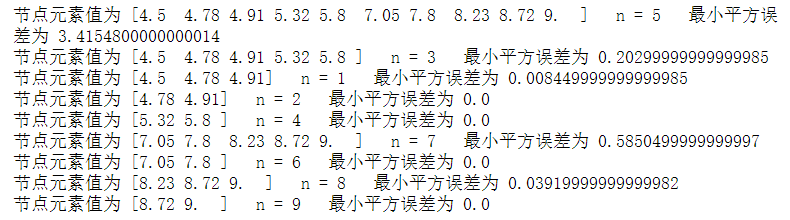 节点元素值为 [4.5  4.78 4.91 5.32 5.8  7.05 7.8  8.23 8.72 9.  ]  n = 5  最小平方误
差为 3.4154800000000014
节点元素值为 [4.5  4.78 4.91 5.32 5.8 ]  n = 3  最小平方误差为 0.20299999999999985
节点元素值为 [4.5  4.78 4.91]  n = 1  最小平方误差为 0.008449999999999985
节点元素值为 [4.78 4.91]  n = 2  最小平方误差为 0.0
节点元素值为 [5.32 5.8 ]  n = 4  最小平方误差为 0.0
节点元素值为 [7.05 7.8  8.23 8.72 9.  ]  n = 7  最小平方误差为 0.5850499999999997
节点元素值为 [7.05 7.8 ]  n = 6  最小平方误差为 0.0
节点元素值为 [8.23 8.72 9.  ]  n = 8  最小平方误差为 0.03919999999999982
节点元素值为 [8.72 9.  ]  n = 9  最小平方误差为 0.0